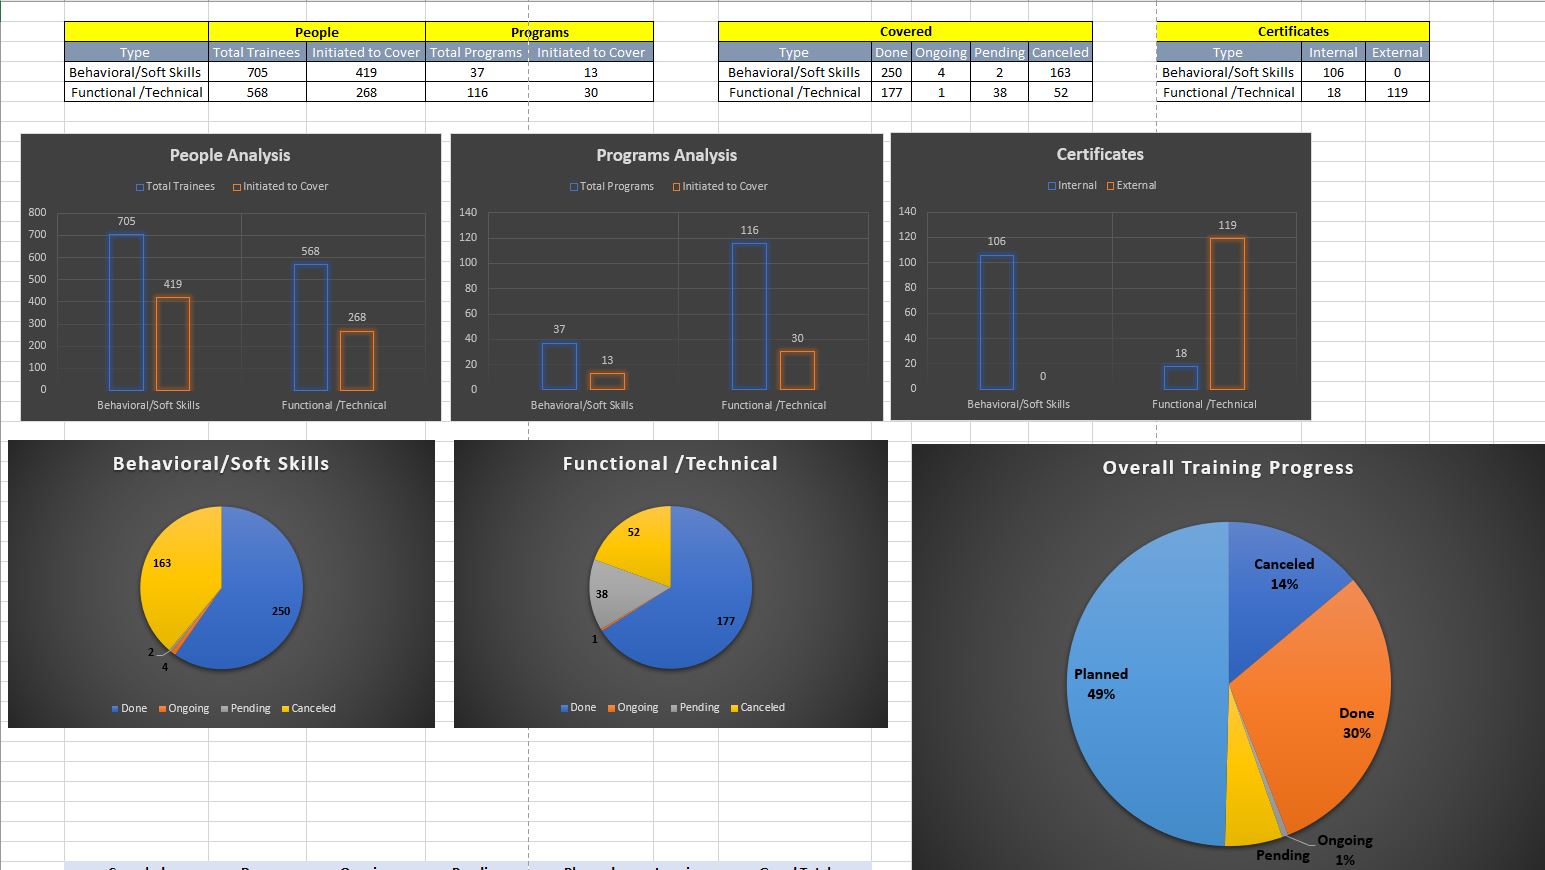 People Programs
Type Total Trainees Initiated to Cover Total Programs Initiated to Cover
Behavioral/Soft Skills 705 419 37 13
Functional /Technical 568 268 116 30
Covered
Type Done Ongoing Pending Canceled
Behavioral/Soft Skills 250 4 2 163
Functional /Technical 177 1 38 52
Certificates
Type Internal External
Behavioral/Soft Skills 106 0
Functional /Technical 18 119
People Analysis
Total Trainees Initiated to Cover
800
700
600
500
400
300
200
100
0
705
419
568
268
Behavioral/Soft Skills Functional /Technical
Programs Analysis
Total Programs Initiated to Cover
140
120
100
80
60
40
20
0
37
13
116
30
Behavioral/Soft Skills Functional /Technical
Certificates
Internal External
140
120
100
80
60
40
20
0
106
0
18
119
Behavioral/Soft Skills Functional /Technical
Behavioral/Soft Skills
163
250
2
4
Done Ongoing Pending Canceled
Functional /Technical
52
38
177
1
Done Ongoing Pending Canceled
Overall Training Progress
Canceled
14%
Planned
49%
Done
30%
Ongoing
1%
Pending